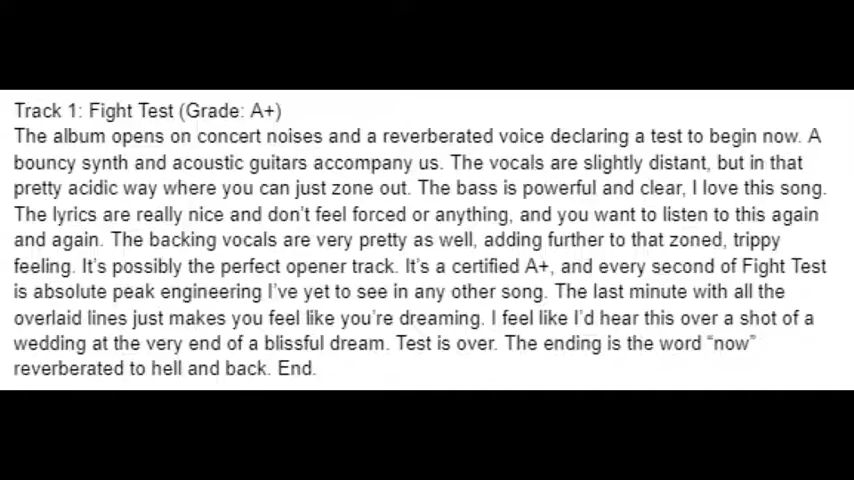 Track 1: Fight Test (Grade: A+)
The album opens on concert noises and a reverberated voice declaring a test to begin now. A
bouncy synth and acoustic guitars accompany us. The vocals are slightly distant, but in that
pretty acidic way where you can just zone out. The bass is powerful and clear, I love this song.
The lyrics are really nice and don't feel forced or anything, and you want to listen to this again
and again. The backing vocals are very pretty as well, adding further to that zoned, trippy
feeling. It's possibly the perfect opener track. It's a certified A+, and every second of Fight Test
is absolute peak engineering I've yet to see in any other song. The last minute with all the
overlaid lines just makes you feel like you're dreaming. I feel like I'd hear this over a shot of a
wedding at the very end of a blissful dream. Test is over. The ending is the word “now”
reverberated to hell and back. End.